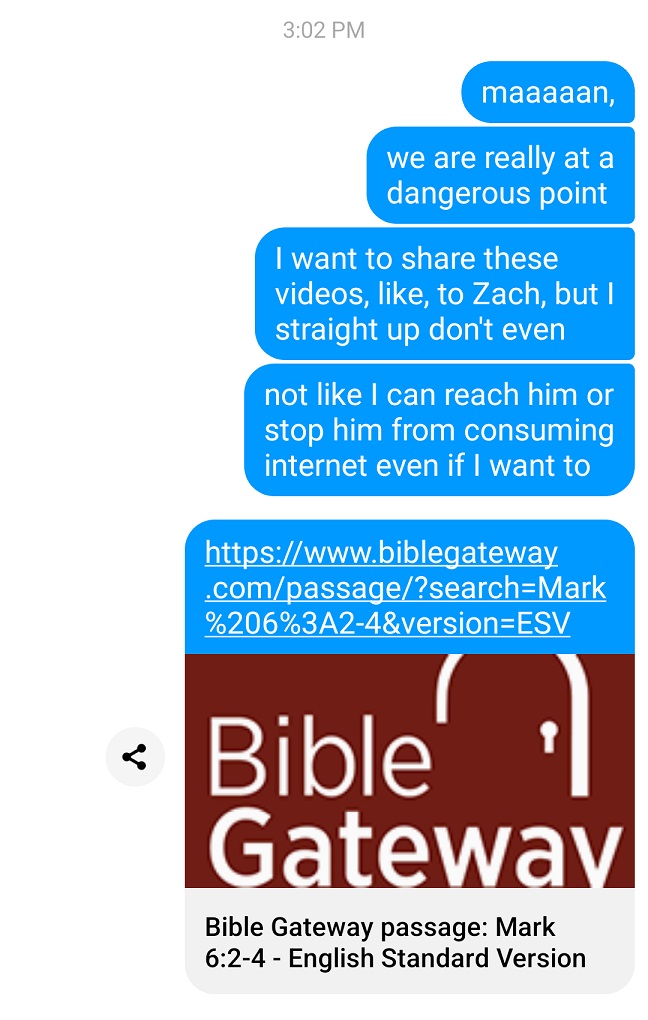 3:02 PM
maaaaan,
we are really at a
dangerous point
I want to share these
videos, like, to Zach, but I
straight up don't even
not like I can reach him or
stop him from consuming
internet even if I want to
https://www.biblegateway
.com/passage/?search=Mark
%206%3A2-4&version=ESV
Bible
Gateway
Bible Gateway passage: Mark
6:2-4 - English Standard Version